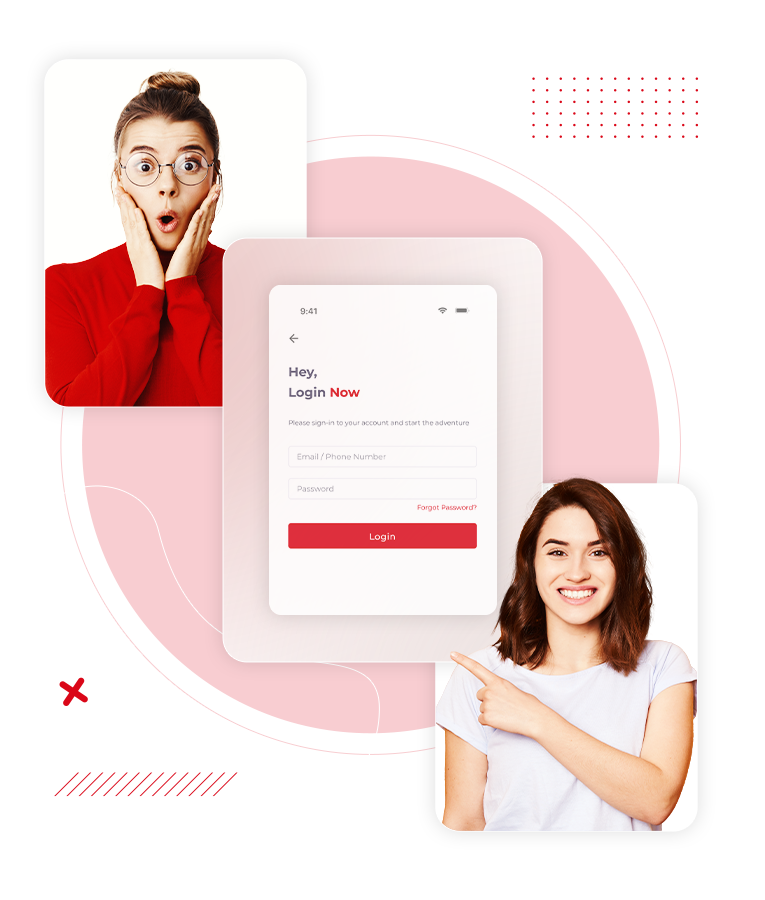 9:41
Hey,
Login Now
Please sign-in to your account and start the adventure
Email / Phone Number
Password
Forgot Password?
Login